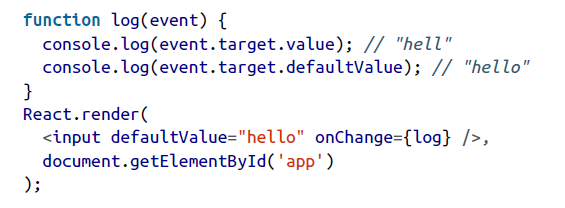 function log(event) {
  console.log(event.target.value); // "hell"
  console.log(event.target.defaultValue); // "hello"
}
React.render(
  <input defaultValue="hello" onChange={log} />,
  document.getElementById('app')
);